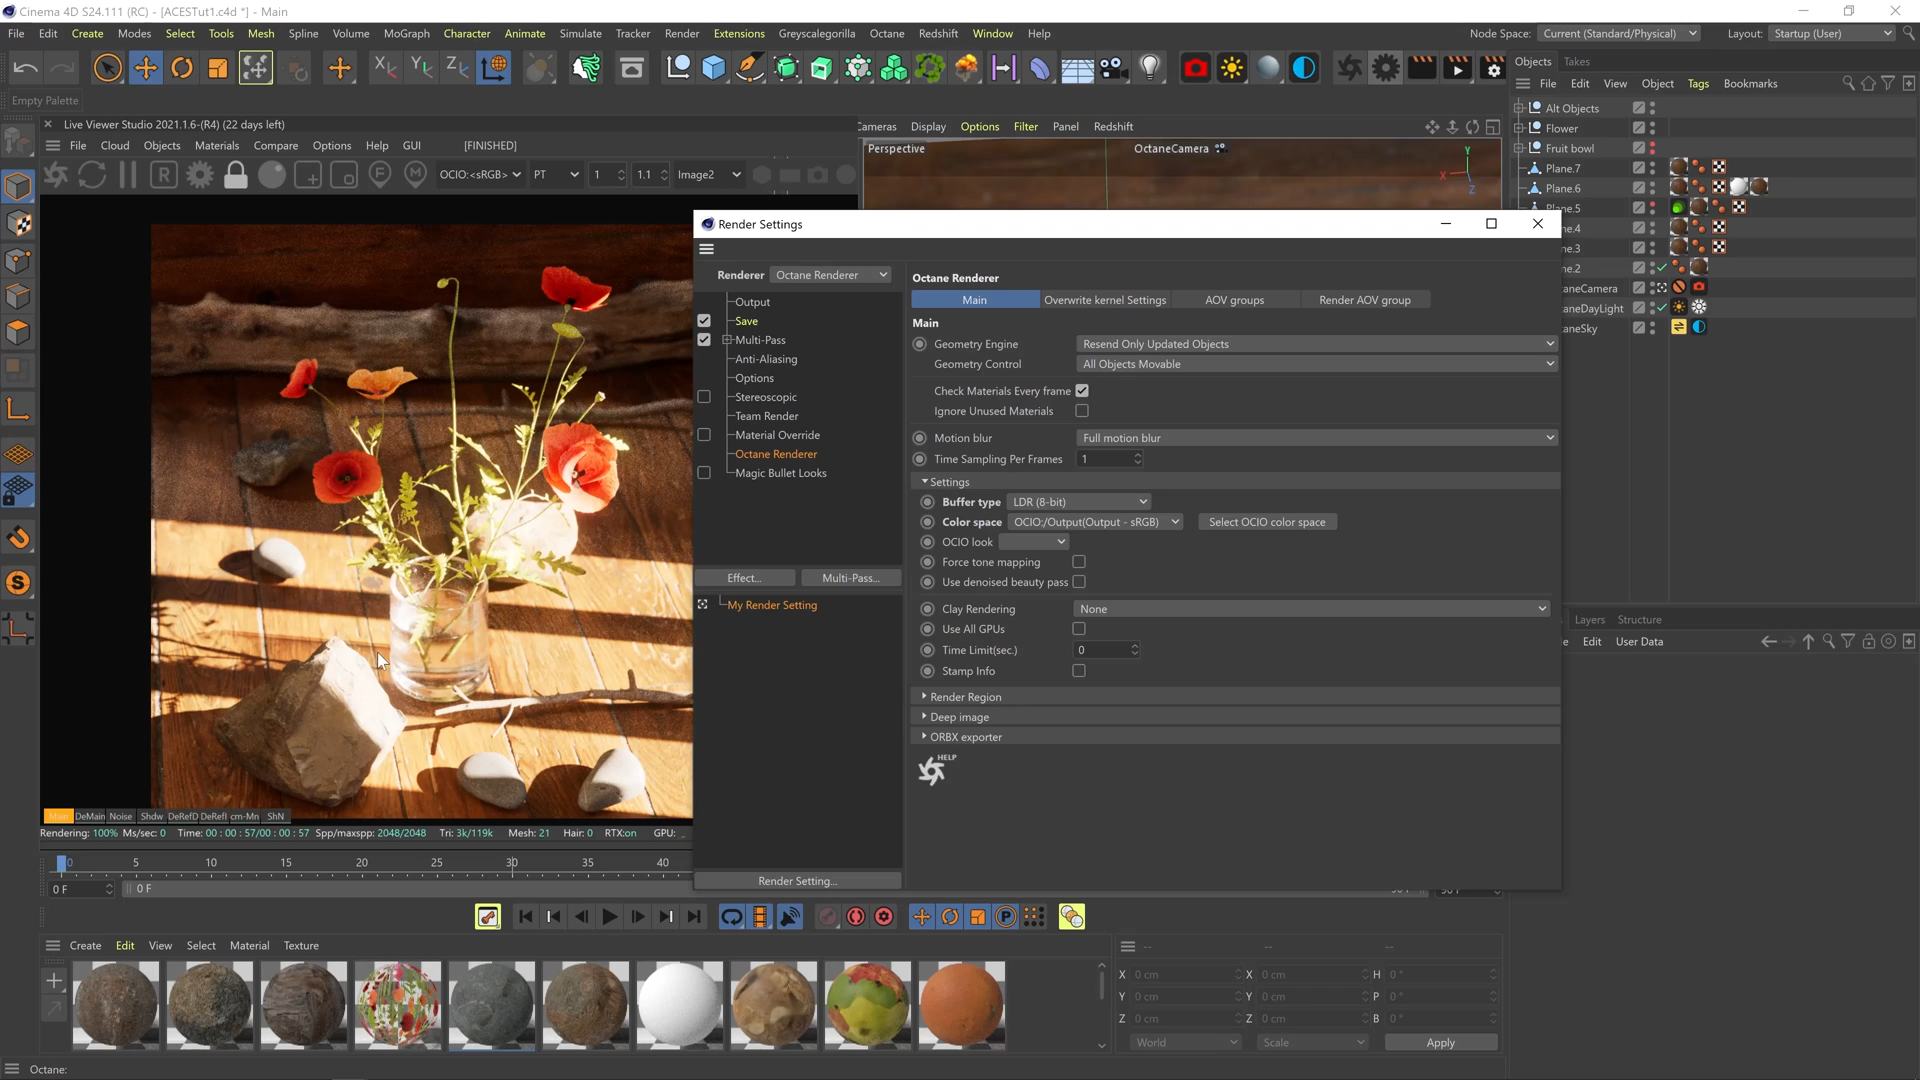 Cinema 4D S24.111 (RC) - [ACESTut1.c4d *] - Main
File Edit Create Modes Select Tools Mesh Spline Volume MoGraph Character Animate Simulate Tracker Render Extensions Greyscalegorilla Octane Redshift Window Help Node Space: Current (Standard/Physical) Layout: Startup (User)
Objects Takes
File Edit View Object Tags Bookmarks
Empty Palette
Alt Objects
Live Viewer Studio 2021.1.6-(R4) (22 days left)
Cameras Display Options Filter Panel Redshift
Flower
File Cloud Objects Materials Compare Options Help GUI [FINISHED]
Perspective OctaneCamera
Fruit bowl
OCIO:<sRGB> PT 1 1.1 Image2
Plane.7
Plane.6
Plane.5
Render Settings
ne.4
ne.3
ne.2
taneCamera
taneDayLight
taneSky
Renderer Octane Renderer
Output
Save
Multi-Pass
Anti-Aliasing
Options
Stereoscopic
Team Render
Material Override
Octane Renderer
Magic Bullet Looks
Effect... Multi-Pass...
My Render Setting
Render Setting...
Octane Renderer
Main Overwrite kernel Settings AOV groups Render AOV group
Main
Geometry Engine Resend Only Updated Objects
Geometry Control All Objects Movable
Check Materials Every frame
Ignore Unused Materials
Motion blur Full motion blur
Time Sampling Per Frames 1
Settings
Buffer type LDR (8-bit)
Color space OCIO:/Output(Output - sRGB) Select OCIO color space
OCIO look
Force tone mapping
Use denoised beauty pass
Clay Rendering None
Use All GPUs
Time Limit(sec.) 0
Stamp Info
Render Region
Deep image
ORBX exporter
HELP
Layers Structure
Edit User Data
Main DeMain Noise Shdw DeRefD DeRefl cm-Mn ShN
Rendering: 100% Ms/sec: 0 Time: 00 : 00 : 57/00 : 00 : 57 Spp/maxspp: 2048/2048 Tri: 3k/119k Mesh: 21 Hair: 0 RTX:on GPU:
0 5 10 15 20 25 30 35 40
0 F 0 F
Create Edit View Select Material Texture
-- -- --
X 0 cm X 0 cm H 0 °
Y 0 cm Y 0 cm P 0 °
Z 0 cm Z 0 cm B 0 °
World Scale Apply
Octane: